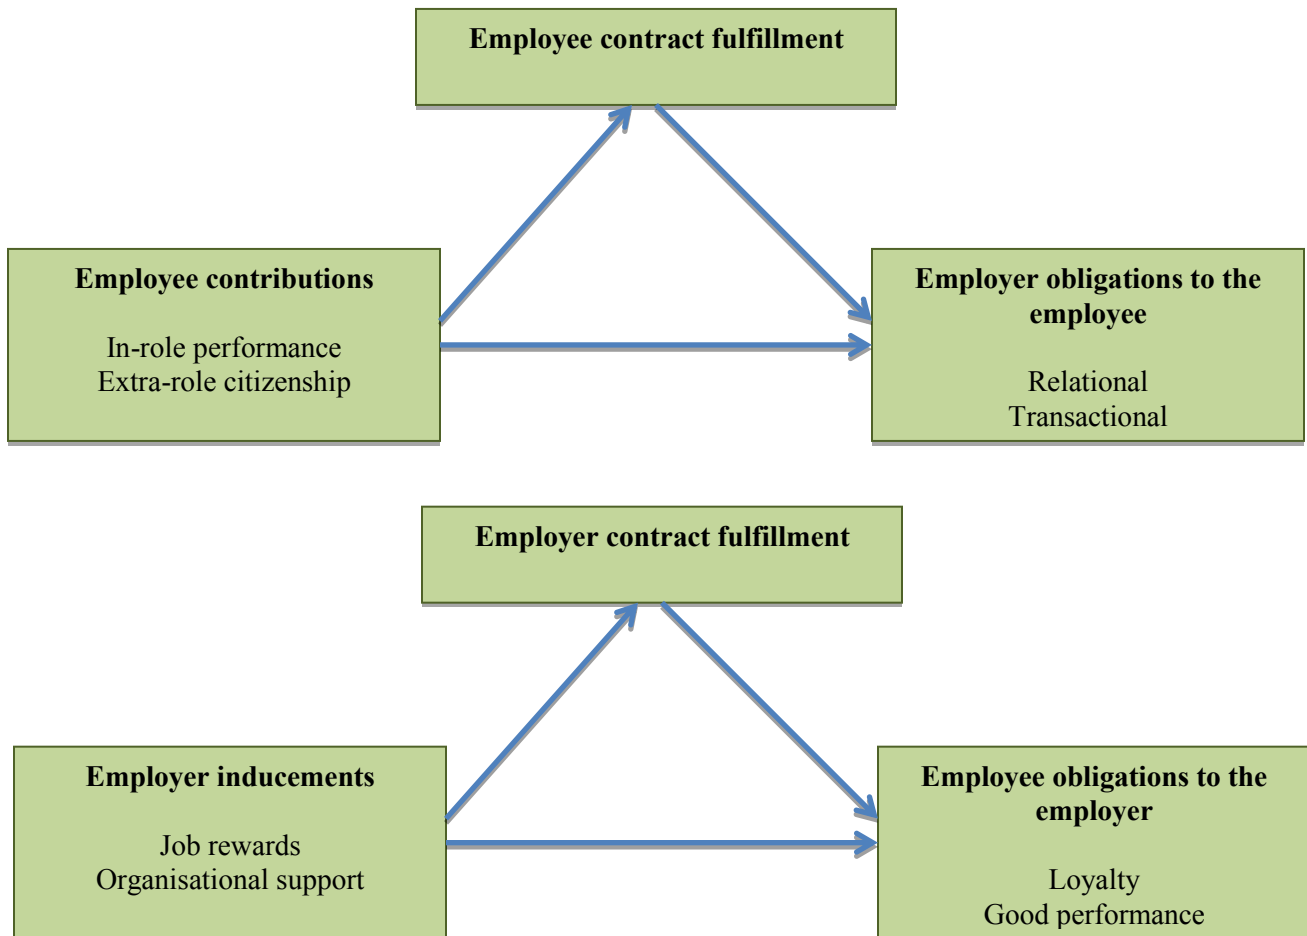 Employee contract fulfillment
Employee contributions
In-role performance
Extra-role citizenship
Employer obligations to the
employee
Relational
Transactional
Employer contract fulfillment
Employer inducements
Job rewards
Organisational support
Employee obligations to the
employer
Loyalty
Good performance